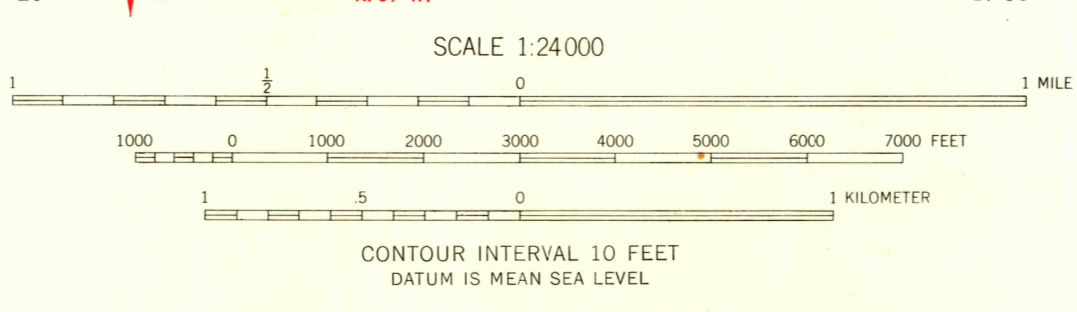 SCALE 1:24000
1 1/2 0 1 MILE
1000 0 1000 2000 3000 4000 5000 6000 7000 FEET
1 .5 0 1 KILOMETER
CONTOUR INTERVAL 10 FEET
DATUM IS MEAN SEA LEVEL